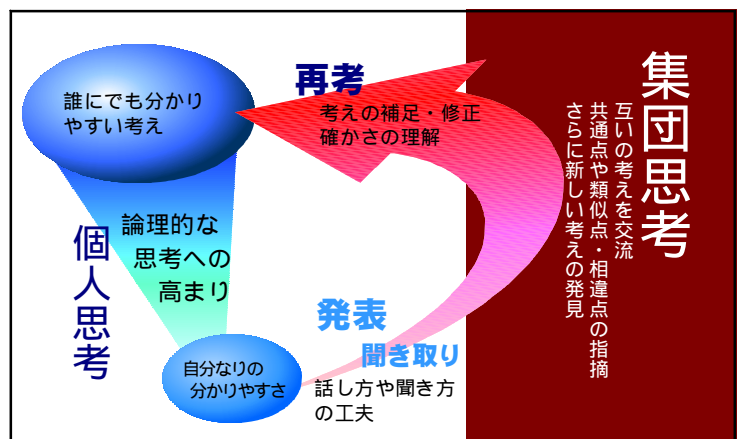 集団思考
互いの考えを交流
共通点や類似点・相違点の指摘
さらに新しい考えの発見
再考
考えの補足・修正
確かさの理解
誰にでも分かり
やすい考え
個人思考
論理的な
思考への
高まり
自分なりの
分かりやすさ
発表
聞き取り
話し方や聞き方
の工夫